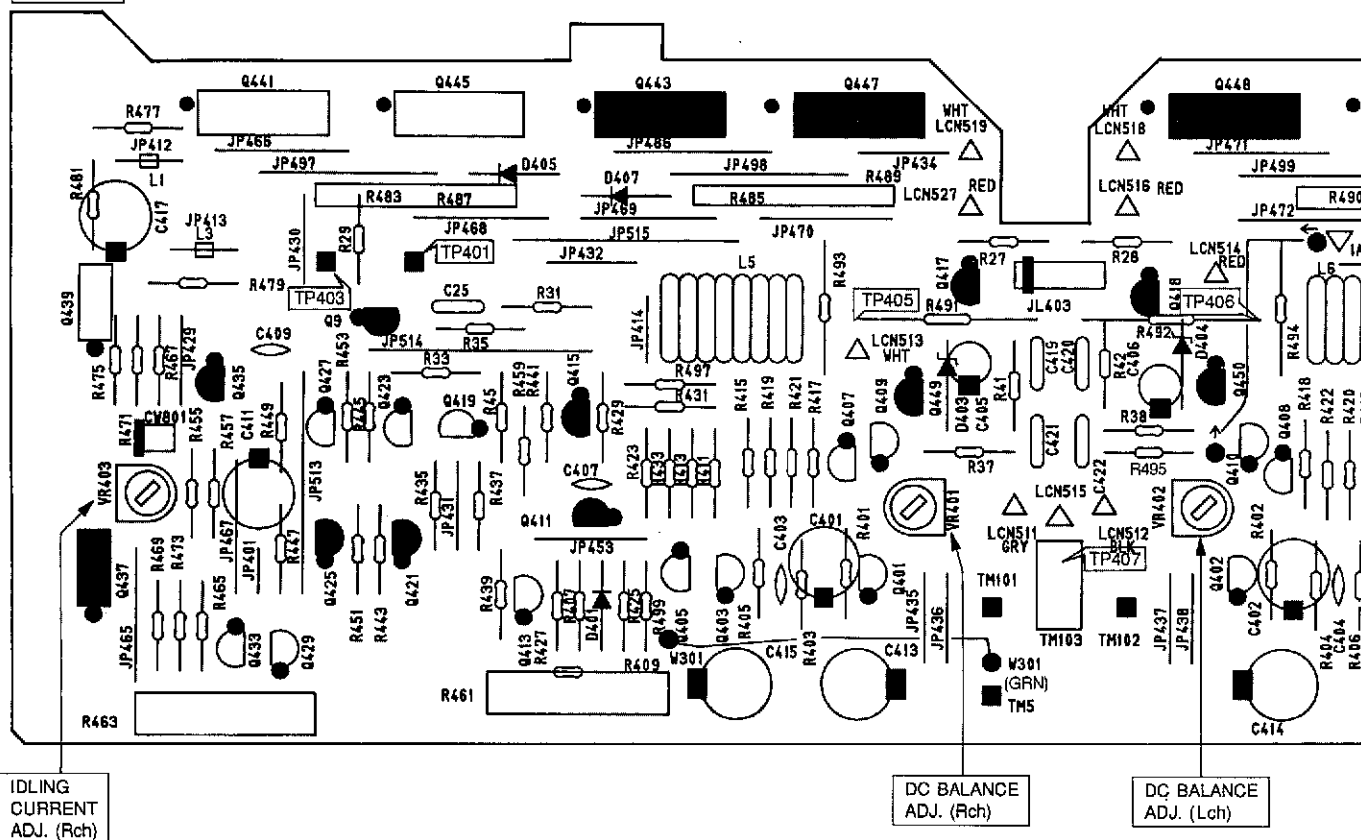 Q441
Q445
Q443
Q447
Q448
R477
JP412
JP466
JP486
JP434
WHT
LCN519
WHT
LCN518
JP471
JP497
D405
D407
JP498
JP499
R481
L1
C417
R483
R487
R485
R489
LCN527
RED
LCN516
RED
R490
JP413
L3
JP430
R29
JP468
JP469
JP515
JP470
JP472
TP401
JP432
R493
Q417
R27
R28
LCN514
RED
L6
Q439
R479
TP403
C25
R31
L5
TP405
R491
JL403
Q418
TP406
Q9
JP514
R35
JP414
R492
D404
R494
R475
R467
JP429
Q435
C409
R453
R33
LCN513
WHT
C419
C420
R42
C406
Q427
R445
Q423
Q419
R45
R459
R441
Q415
R429
R497
R431
R415
R419
R421
R417
Q407
Q409
Q449
D403
C405
R41
R38
Q450
R471
CW801
R455
R457
C411
R449
R423
R433
R413
R411
R37
C421
R495
Q410
Q408
R418
R422
R420
VR403
JP513
R435
JP431
R437
C407
Q411
VR401
LCN515
C422
VR402
R469
R473
JP467
JP401
R447
JP453
C403
C401
R401
LCN511
GRY
LCN512
BLK
TP407
R402
Q437
R465
Q425
Q421
R439
TM101
Q402
JP465
R451
R443
Q413
R427
R407
D401
R425
R499
Q405
Q403
R405
R403
Q401
JP435
JP436
TM103
TM102
JP437
JP438
C402
R404
C404
R406
Q433
Q429
R409
W301
C415
C413
W301
(GRN)
R463
R461
TM5
C414
IDLING
CURRENT
ADJ. (Rch)
DC BALANCE
ADJ. (Rch)
DC BALANCE
ADJ. (Lch)